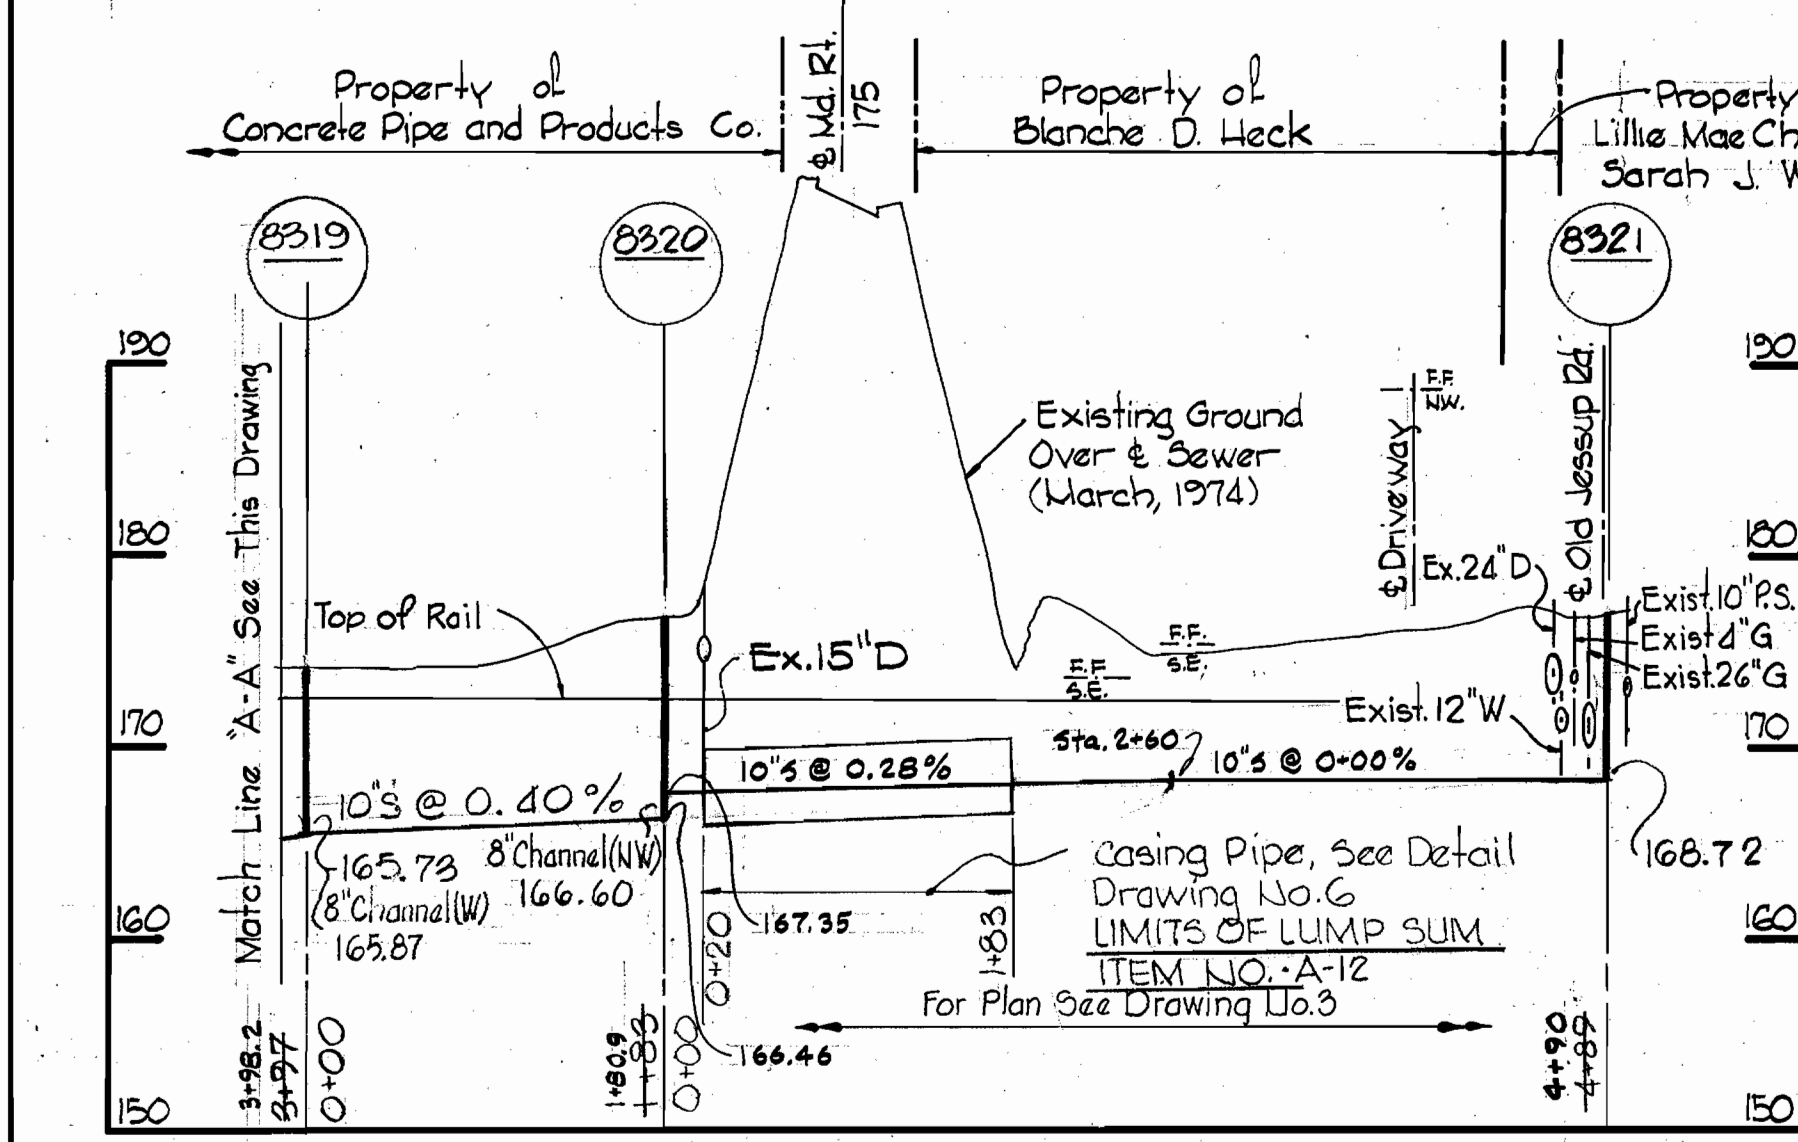 Property of
Concrete Pipe and Products Co.
℄ Md. Rt.
175
Property of
Blanche D. Heck
Property
Lillie Mae Ch
Sarah J. W
8319
8320
8321
190
180
170
160
150
190
180
170
160
150
Match Line "A-A" See This Drawing
Top of Rail
Existing Ground
Over ℄ Sewer
(March, 1974)
℄ Driveway
F.F.
N.W.
℄ Old Jessup Rd.
Ex. 24" D
Exist. 10" P.S.
Exist 4" G
Exist. 26" G
Ex. 15" D
F.F.
S.E.
F.F.
S.E.
Exist. 12" W
Sta. 2+60
10"S @ 0.40%
10"S @ 0.28%
10"S @ 0+00%
165.73
8" Channel (W)
165.87
8" Channel (NW)
166.60
167.35
166.46
168.72
Casing Pipe, See Detail
Drawing No. 6
LIMITS OF LUMP SUM
ITEM NO. A-12
For Plan See Drawing No. 3
0+20
1+83
3+98.2
3+97
0+00
1+80.9
1+83
0+00
4+90
4+89